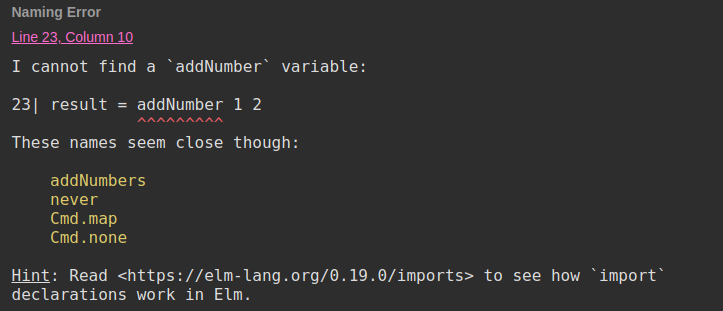 Naming Error
Line 23, Column 10
I cannot find a `addNumber` variable:
23| result = addNumber 1 2
^^^^^^^^^
These names seem close though:
addNumbers
never
Cmd.map
Cmd.none
Hint: Read <https://elm-lang.org/0.19.0/imports> to see how `import`
declarations work in Elm.